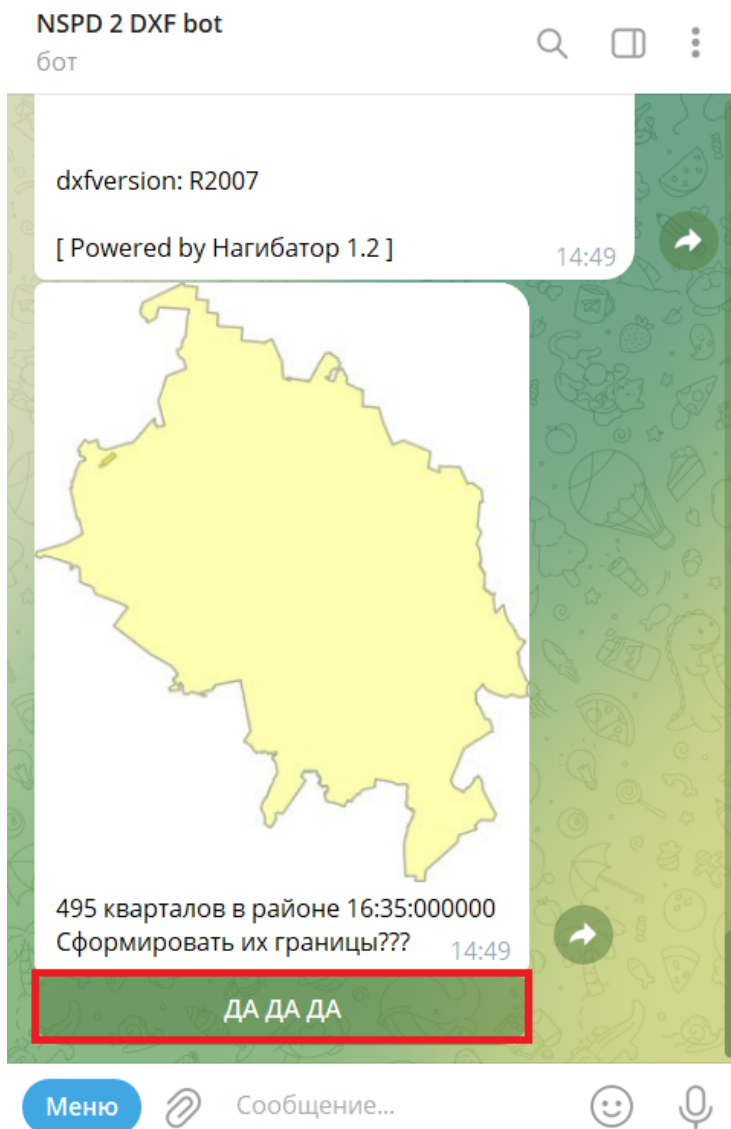 NSPD 2 DXF bot
бот
dxfversion: R2007
[ Powered by Нагибатор 1.2 ]
14:49
495 кварталов в районе 16:35:000000
Сформировать их границы???
14:49
ДА ДА ДА
Меню
Сообщение...